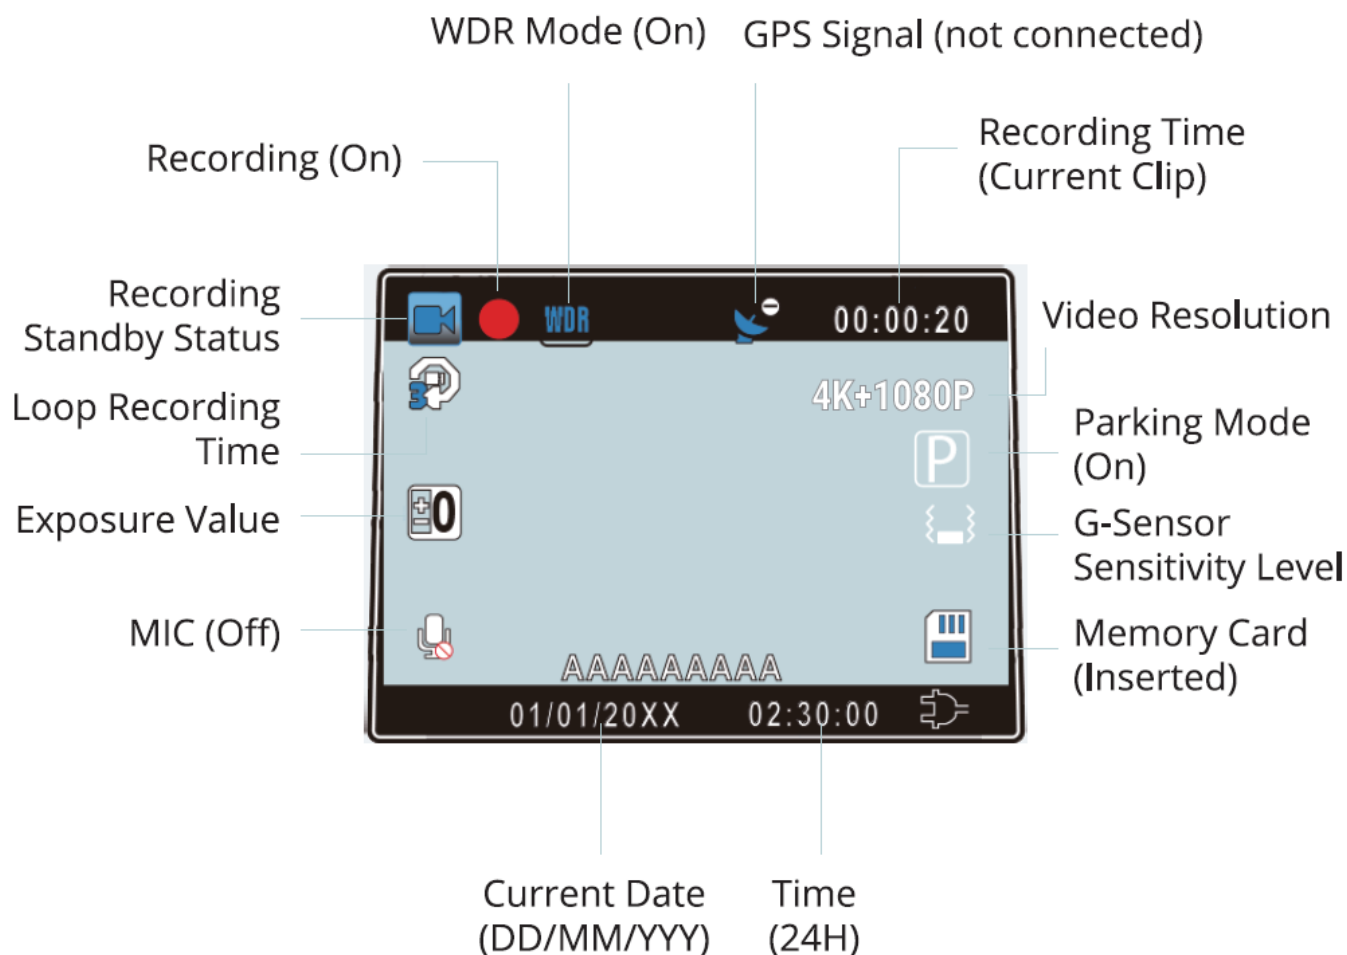 WDR Mode (On)
GPS Signal (not connected)
Recording (On)
Recording Time
(Current Clip)
Recording
Standby Status
WDR
00:00:20
Video Resolution
3
Loop Recording
Time
4K+1080P
P
Parking Mode
(On)
±0
Exposure Value
G-Sensor
Sensitivity Level
MIC (Off)
Memory Card
(Inserted)
AAAAAAAAA
01/01/20XX
02:30:00
Current Date
(DD/MM/YYY)
Time
(24H)